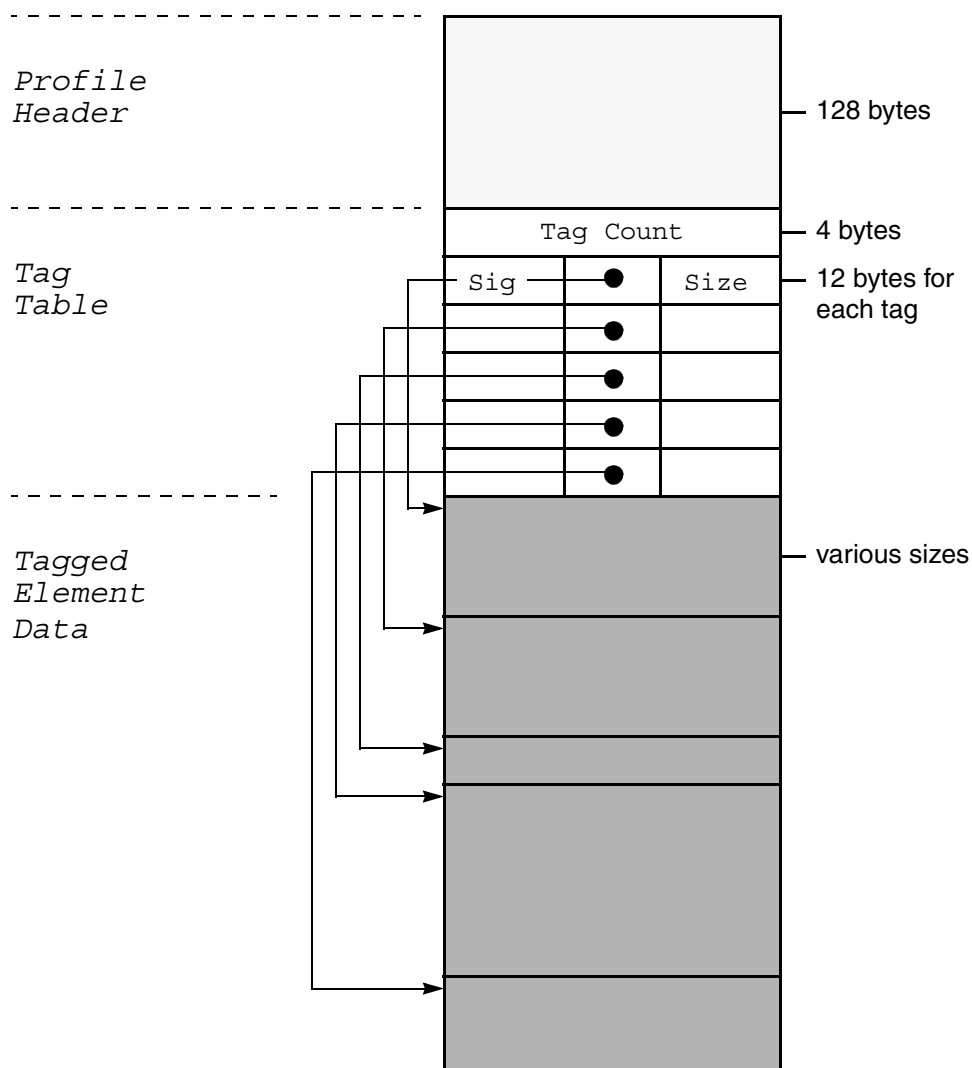 Profile
Header
128 bytes
Tag Count
4 bytes
Tag
Table
Sig
Size
12 bytes for
each tag
Tagged
Element
Data
various sizes